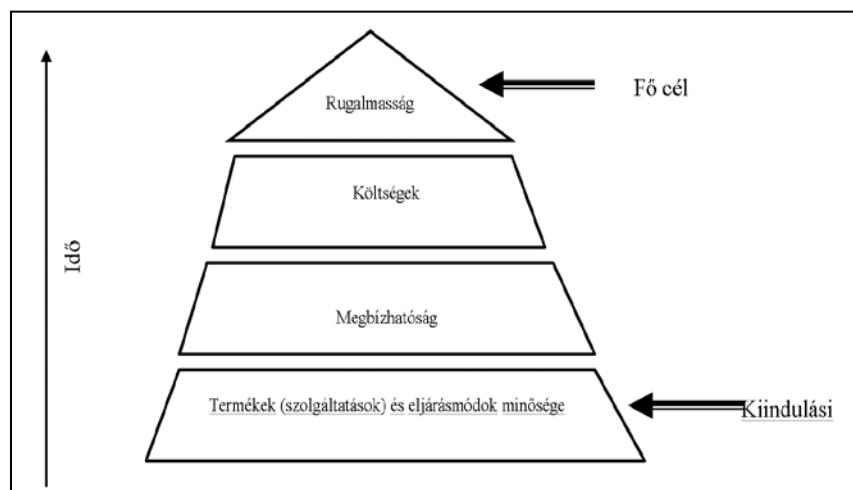 Rugalmasság
Fő cél
Költségek
Idő
Megbízhatóság
Termékek (szolgáltatások) és eljárásmódok minősége
Kiindulási